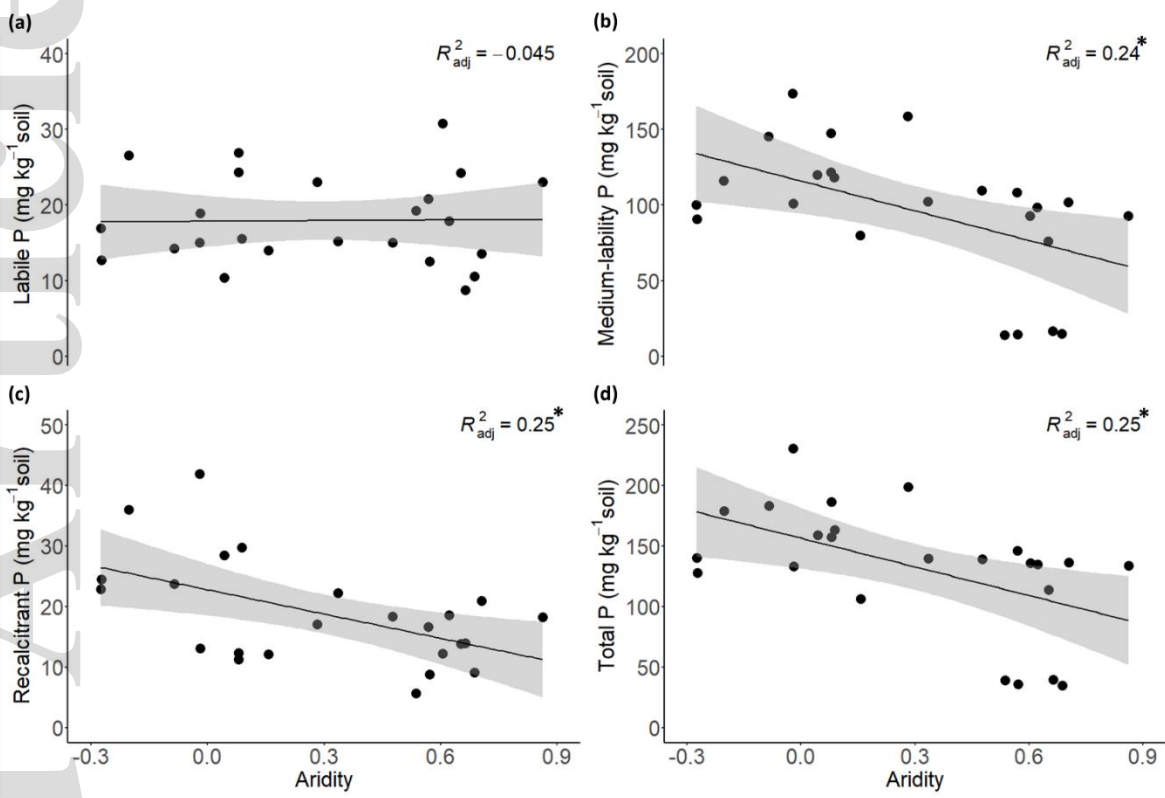 (a)
R²adj = −0.045
40
30
20
10
0
Labile P (mg kg⁻¹soil)
(b)
R²adj = 0.24*
200
150
100
50
0
Medium-lability P (mg kg⁻¹soil)
(c)
R²adj = 0.25*
50
40
30
20
10
0
Recalcitrant P (mg kg⁻¹soil)
-0.3 0.0 0.3 0.6 0.9
Aridity
(d)
R²adj = 0.25*
250
200
150
100
50
0
Total P (mg kg⁻¹soil)
-0.3 0.0 0.3 0.6 0.9
Aridity